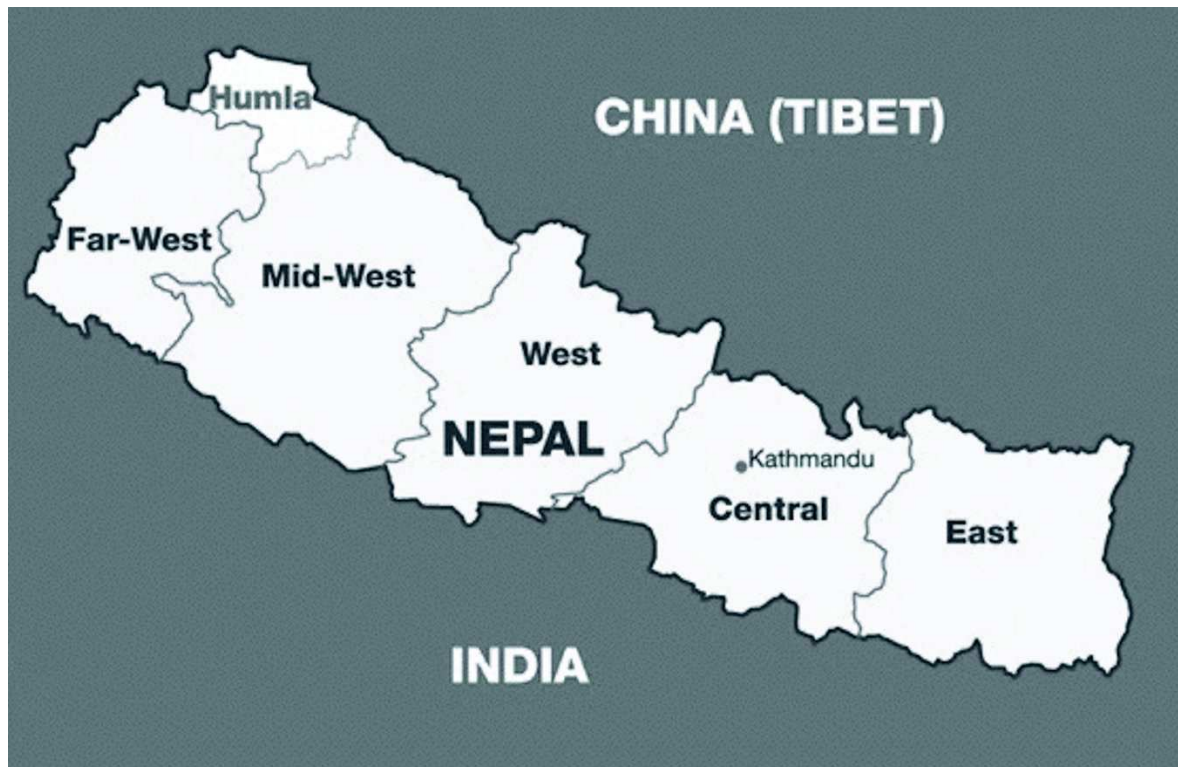 Humla
CHINA (TIBET)
Far-West
Mid-West
West
NEPAL
Kathmandu
Central
East
INDIA